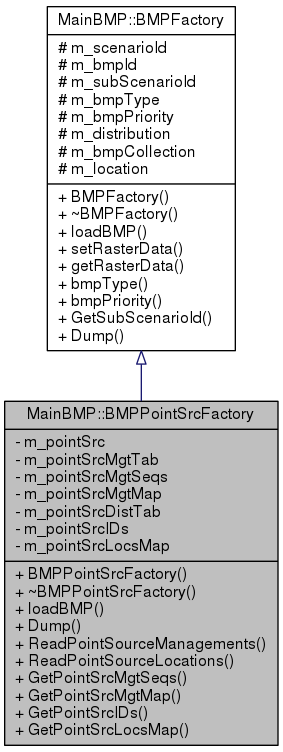 MainBMP::BMPFactory
# m_scenarioId
# m_bmpId
# m_subScenarioId
# m_bmpType
# m_bmpPriority
# m_distribution
# m_bmpCollection
# m_location
+ BMPFactory()
+ ~BMPFactory()
+ loadBMP()
+ setRasterData()
+ getRasterData()
+ bmpType()
+ bmpPriority()
+ GetSubScenarioId()
+ Dump()
MainBMP::BMPPointSrcFactory
- m_pointSrc
- m_pointSrcMgtTab
- m_pointSrcMgtSeqs
- m_pointSrcMgtMap
- m_pointSrcDistTab
- m_pointSrcIDs
- m_pointSrcLocsMap
+ BMPPointSrcFactory()
+ ~BMPPointSrcFactory()
+ loadBMP()
+ Dump()
+ ReadPointSourceManagements()
+ ReadPointSourceLocations()
+ GetPointSrcMgtSeqs()
+ GetPointSrcMgtMap()
+ GetPointSrcIDs()
+ GetPointSrcLocsMap()